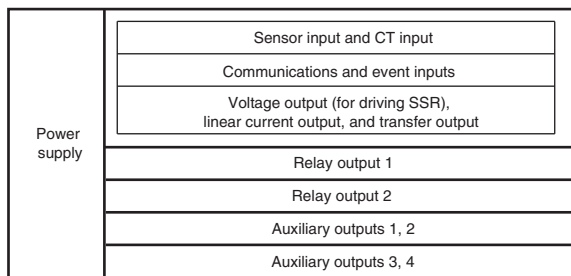 Power
supply
Sensor input and CT input
Communications and event inputs
Voltage output (for driving SSR),
linear current output, and transfer output
Relay output 1
Relay output 2
Auxiliary outputs 1, 2
Auxiliary outputs 3, 4